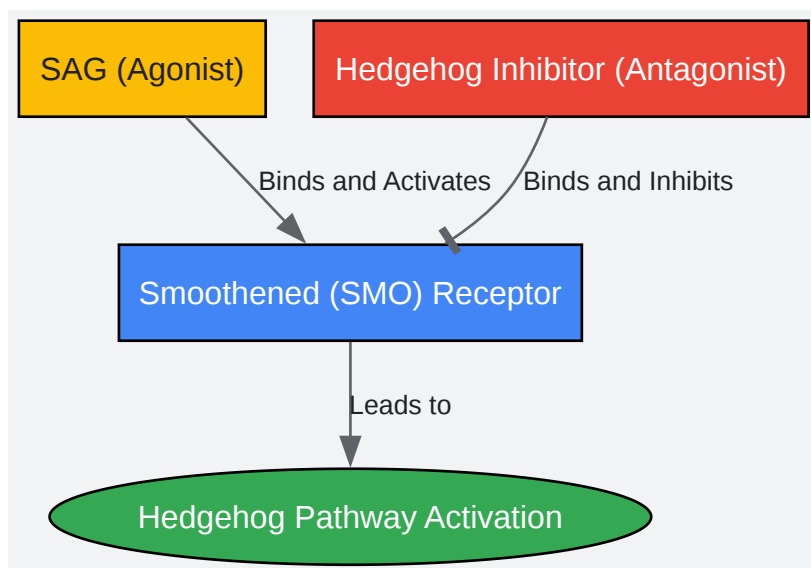 SAG (Agonist)
Hedgehog Inhibitor (Antagonist)
Binds and Activates
Binds and Inhibits
Smoothened (SMO) Receptor
Leads to
Hedgehog Pathway Activation